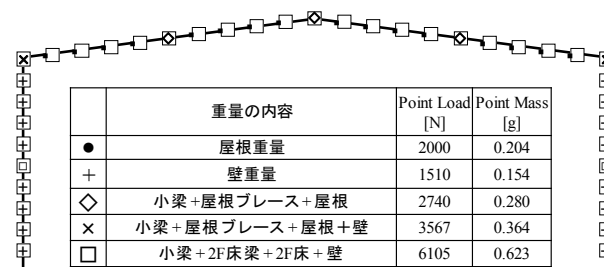 重量の内容 Point Load [N] Point Mass [g]
● 屋根重量 2000 0.204
+ 壁重量 1510 0.154
◇ 小梁+屋根ブレース+屋根 2740 0.280
× 小梁+屋根ブレース+屋根＋壁 3567 0.364
□ 小梁+2F床梁+2F床+壁 6105 0.623